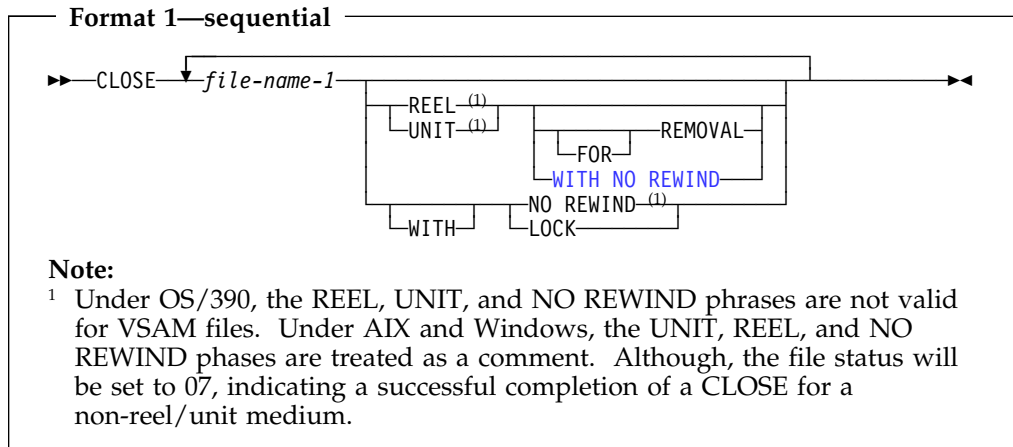 Format 1—sequential
CLOSE file-name-1
REEL (1)
UNIT (1)
REMOVAL
FOR
WITH NO REWIND
NO REWIND (1)
WITH LOCK
Note:
1 Under OS/390, the REEL, UNIT, and NO REWIND phrases are not valid
for VSAM files. Under AIX and Windows, the UNIT, REEL, and NO
REWIND phases are treated as a comment. Although, the file status will
be set to 07, indicating a successful completion of a CLOSE for a
non-reel/unit medium.